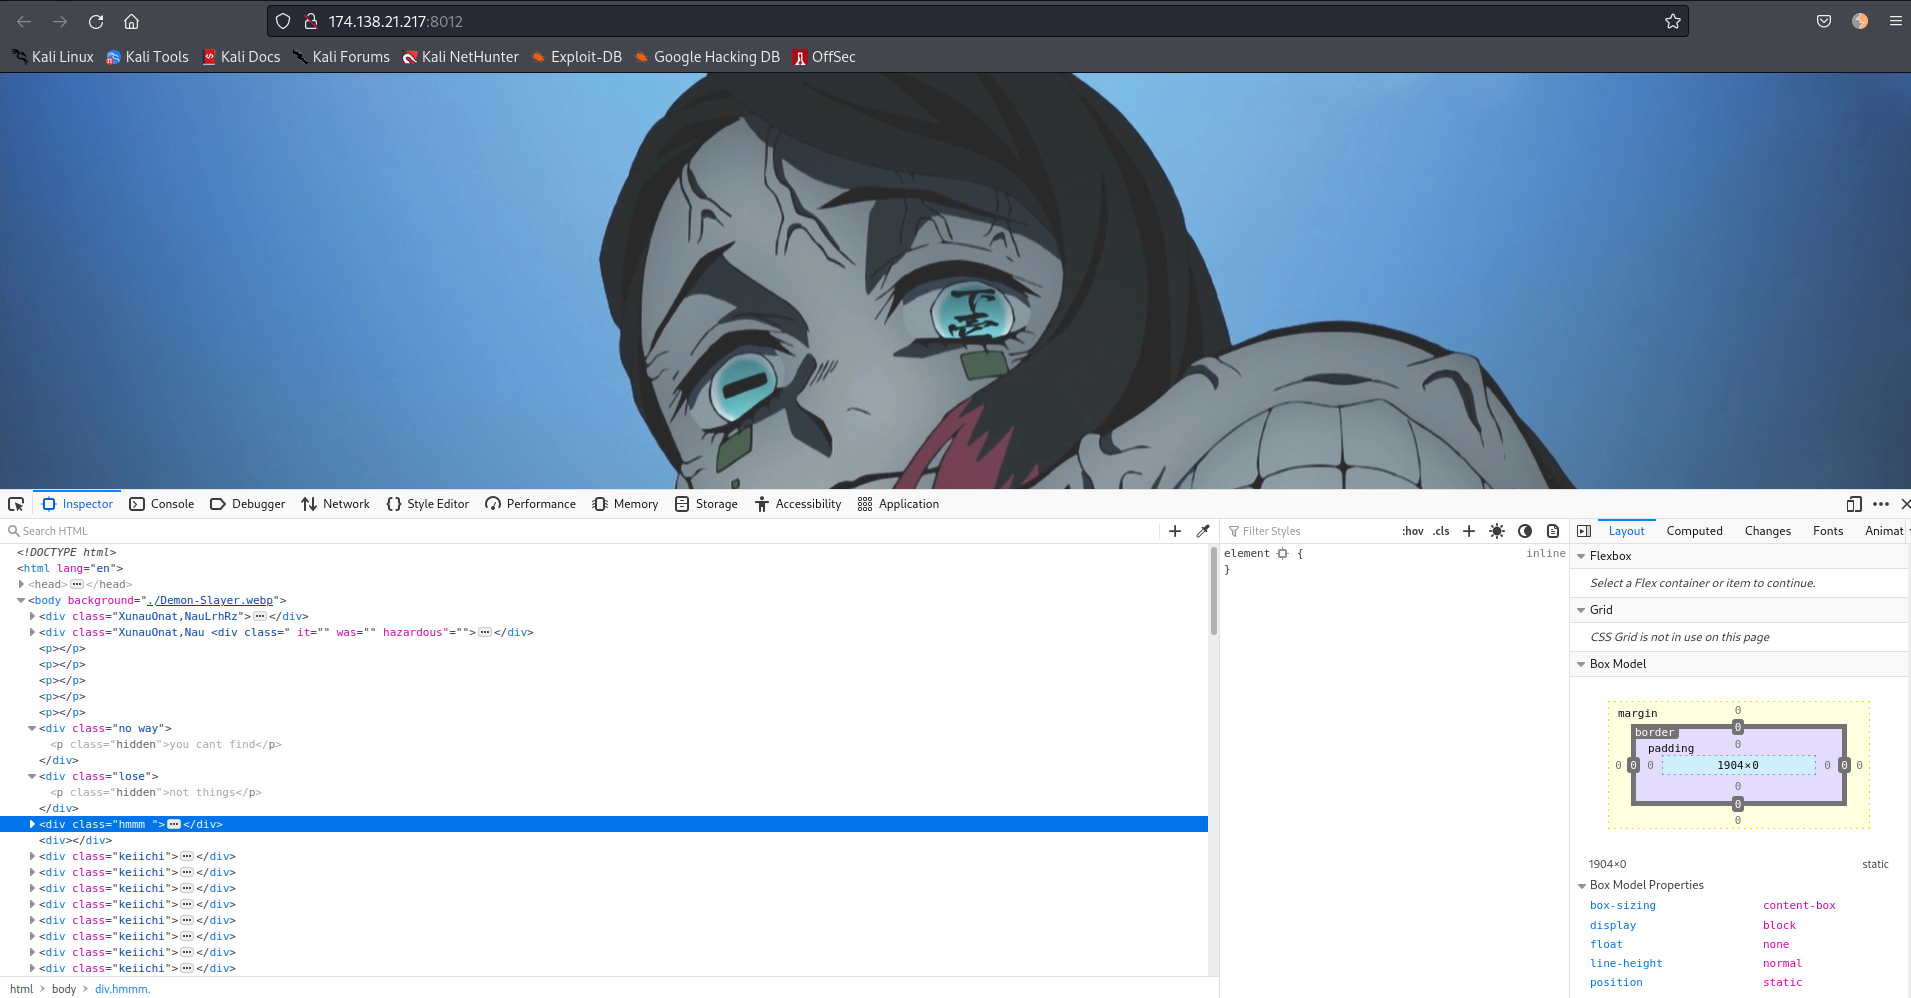 174.138.21.217:8012
Kali Linux Kali Tools Kali Docs Kali Forums Kali NetHunter Exploit-DB Google Hacking DB OffSec
Inspector Console Debugger Network Style Editor Performance Memory Storage Accessibility Application
Search HTML
Filter Styles :hov .cls
Layout Computed Changes Fonts Animat
<!DOCTYPE html>
<html lang="en">
<head></head>
<body background="./Demon-Slayer.webp">
<div class="XunauOnat,NauLrhRz"></div>
<div class="XunauOnat,Nau <div class=" it="" was="" hazardous"=""></div>
<p></p>
<p></p>
<p></p>
<p></p>
<p></p>
<div class="no way">
<p class="hidden">you cant find</p>
</div>
<div class="lose">
<p class="hidden">not things</p>
</div>
<div class="hmmm "></div>
<div></div>
<div class="keiichi"></div>
<div class="keiichi"></div>
<div class="keiichi"></div>
<div class="keiichi"></div>
<div class="keiichi"></div>
<div class="keiichi"></div>
<div class="keiichi"></div>
<div class="keiichi"></div>
html > body > div.hmmm.
element { inline
}
Flexbox
Select a Flex container or item to continue.
Grid
CSS Grid is not in use on this page
Box Model
margin 0
border 0
padding 0
0 0 0 1904×0 0 0 0
0
0
0
1904×0 static
Box Model Properties
box-sizing content-box
display block
float none
line-height normal
position static